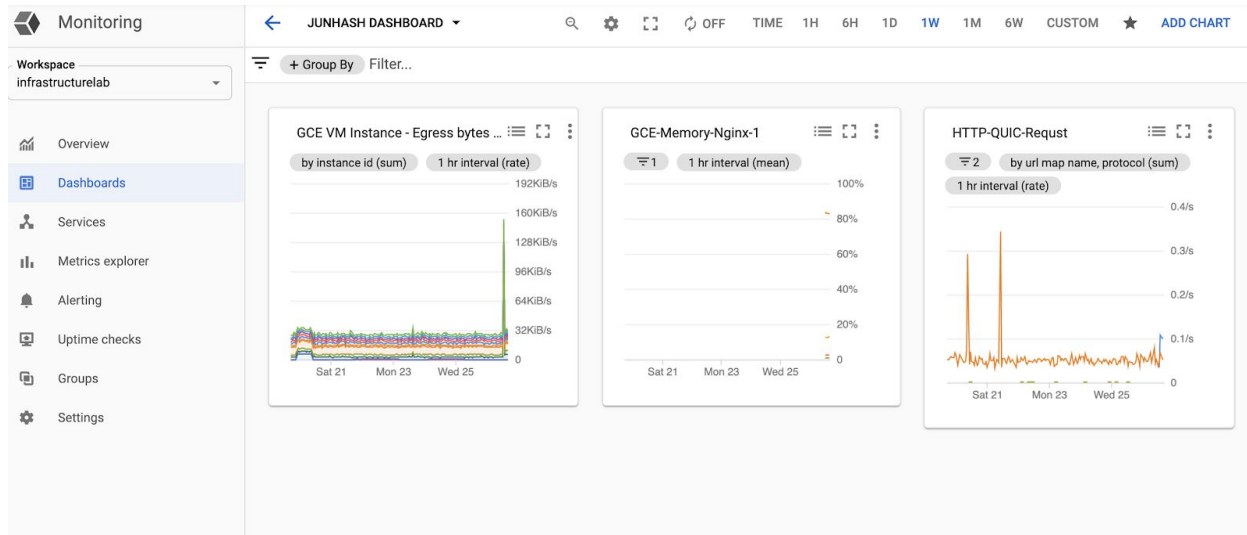 Monitoring
JUNHASH DASHBOARD
OFF
TIME 1H 6H 1D 1W 1M 6W CUSTOM
ADD CHART
Workspace
infrastructurelab
+ Group By Filter...
Overview
Dashboards
Services
Metrics explorer
Alerting
Uptime checks
Groups
Settings
GCE VM Instance - Egress bytes ...
by instance id (sum) 1 hr interval (rate)
192KiB/s
160KiB/s
128KiB/s
96KiB/s
64KiB/s
32KiB/s
0
Sat 21 Mon 23 Wed 25
GCE-Memory-Nginx-1
1 1 hr interval (mean)
100%
80%
60%
40%
20%
0
Sat 21 Mon 23 Wed 25
HTTP-QUIC-Requst
2 by url map name, protocol (sum)
1 hr interval (rate)
0.4/s
0.3/s
0.2/s
0.1/s
0
Sat 21 Mon 23 Wed 25